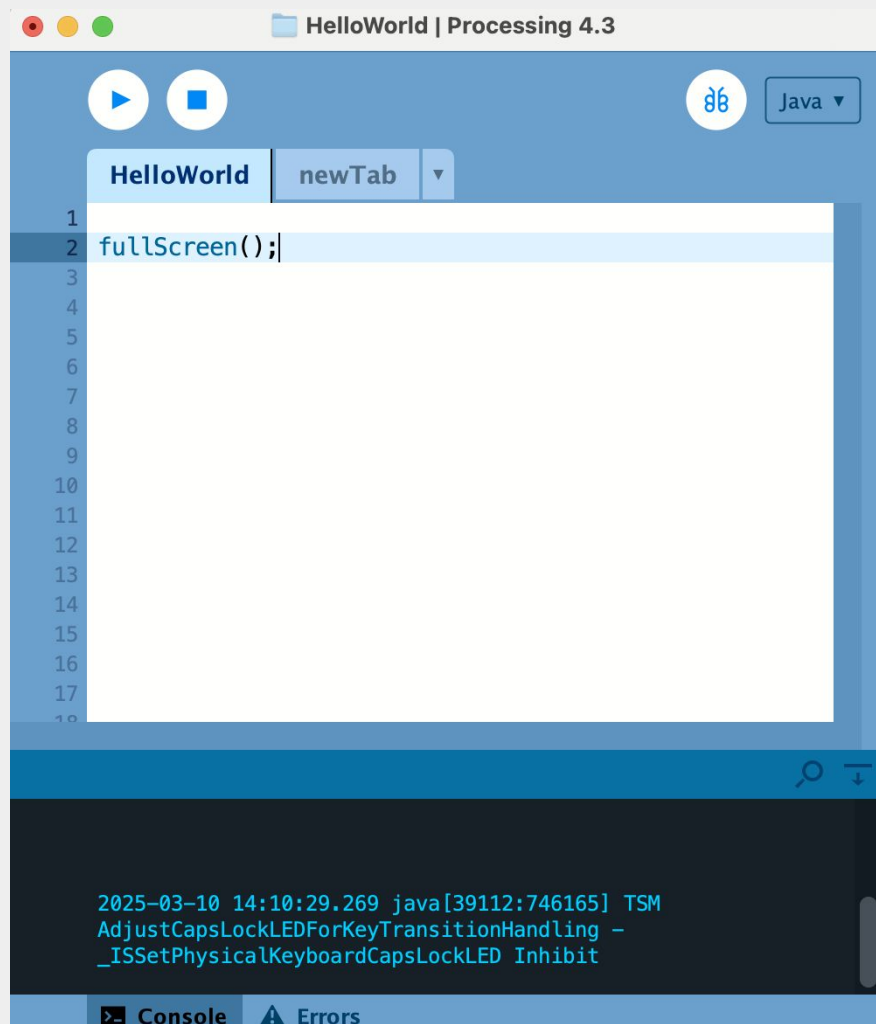 HelloWorld | Processing 4.3
Java ▼
HelloWorld
newTab
▼
1
2 fullScreen();
3
4
5
6
7
8
9
10
11
12
13
14
15
16
17
18
2025-03-10 14:10:29.269 java[39112:746165] TSM
AdjustCapsLockLEDForKeyTransitionHandling -
_ISSetPhysicalKeyboardCapsLockLED Inhibit
Console
Errors